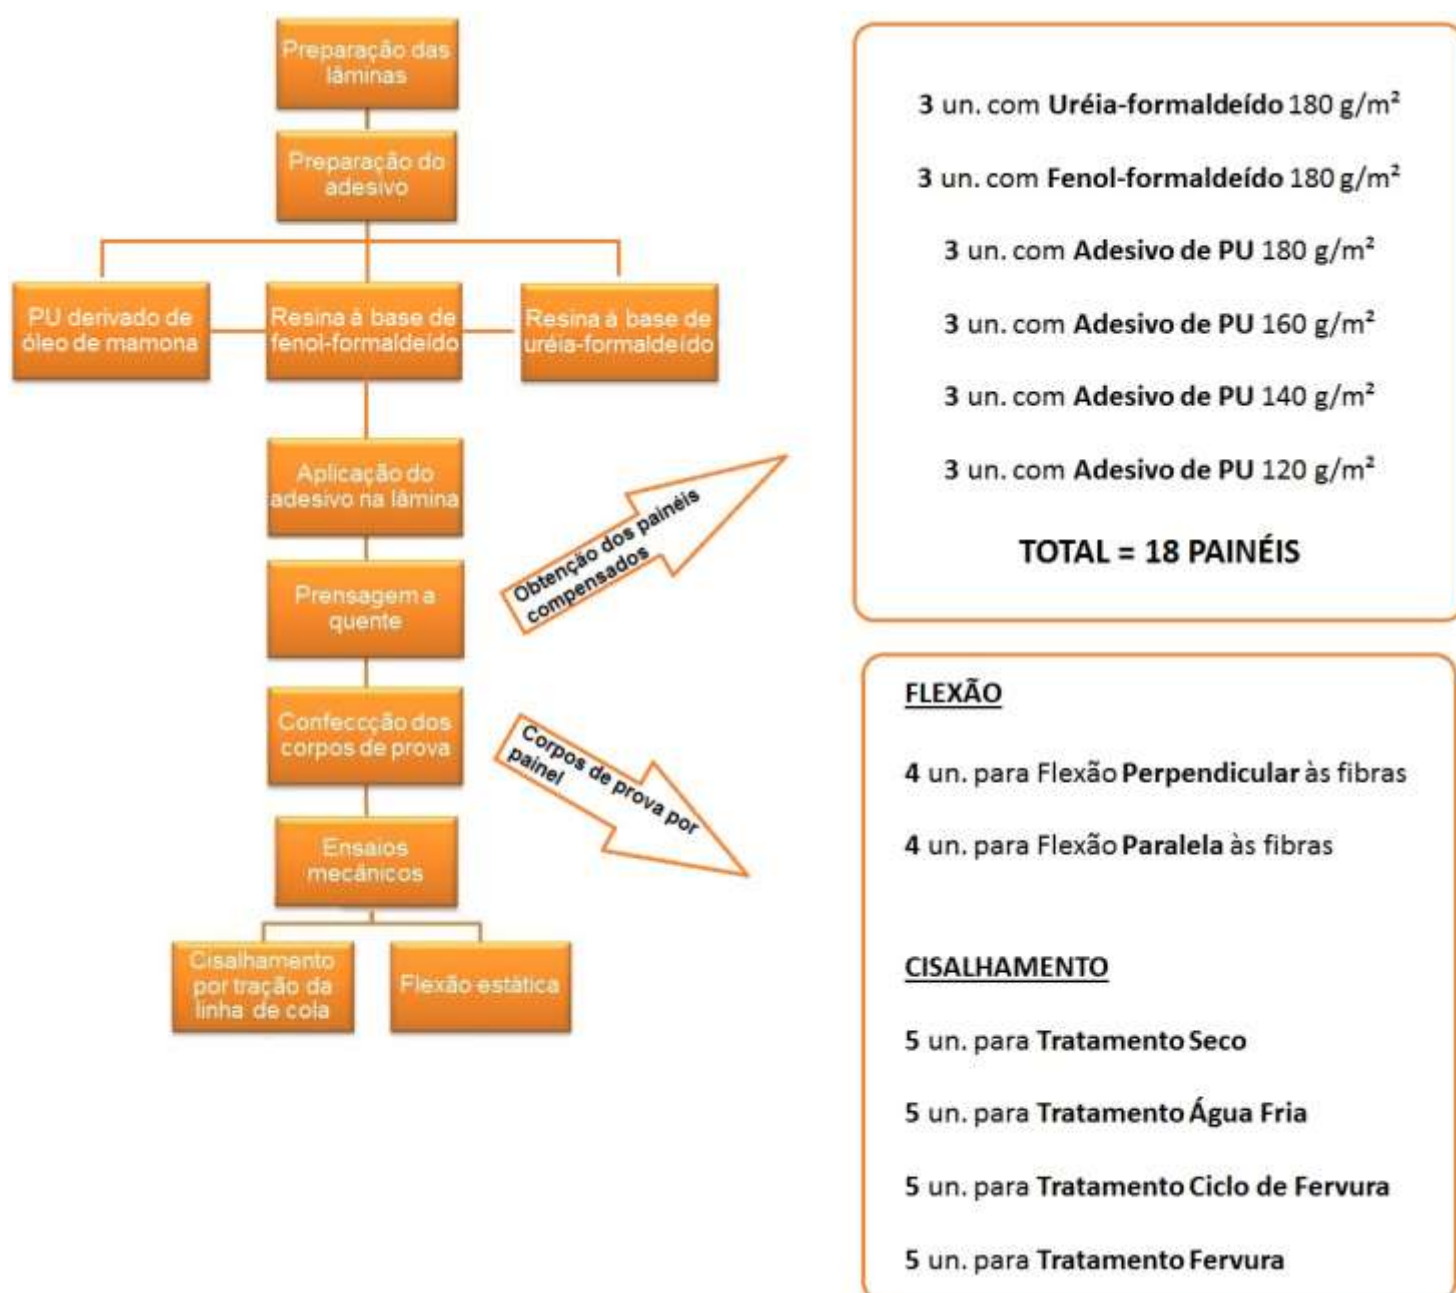 Preparação das
lâminas
Preparação do
adesivo
PU derivado de
óleo de mamona
Resina à base de
fenol-formaldeído
Resina à base de
uréia-formaldeído
Aplicação do
adesivo na lâmina
Prensagem a
quente
Confeccção dos
corpos de prova
Ensaios
mecânicos
Cisalhamento
por tração da
linha de cola
Flexão estática
Obtenção dos painéis
compensados
Corpos de prova por
painel
3 un. com Uréia-formaldeído 180 g/m²
3 un. com Fenol-formaldeído 180 g/m²
3 un. com Adesivo de PU 180 g/m²
3 un. com Adesivo de PU 160 g/m²
3 un. com Adesivo de PU 140 g/m²
3 un. com Adesivo de PU 120 g/m²
TOTAL = 18 PAINÉIS
FLEXÃO
4 un. para Flexão Perpendicular às fibras
4 un. para Flexão Paralela às fibras
CISALHAMENTO
5 un. para Tratamento Seco
5 un. para Tratamento Água Fria
5 un. para Tratamento Ciclo de Fervura
5 un. para Tratamento Fervura